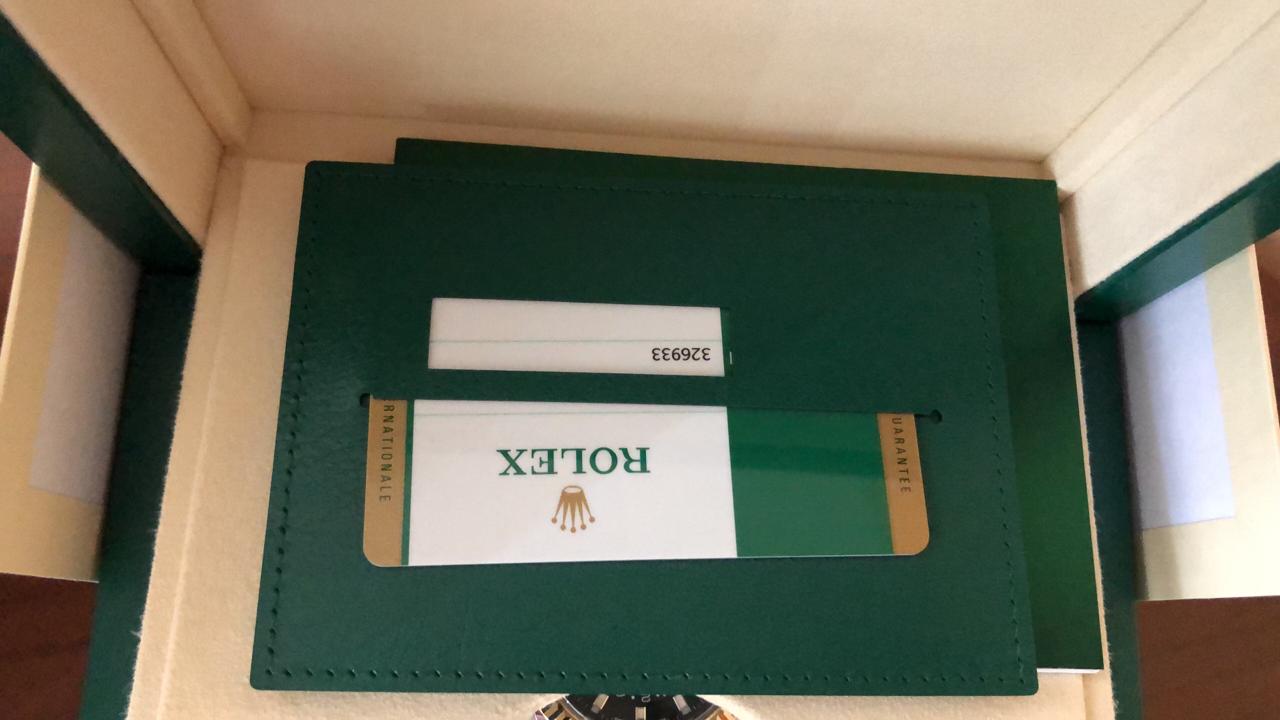 ROLEX
326933
RNATIONALE
UARANTEE